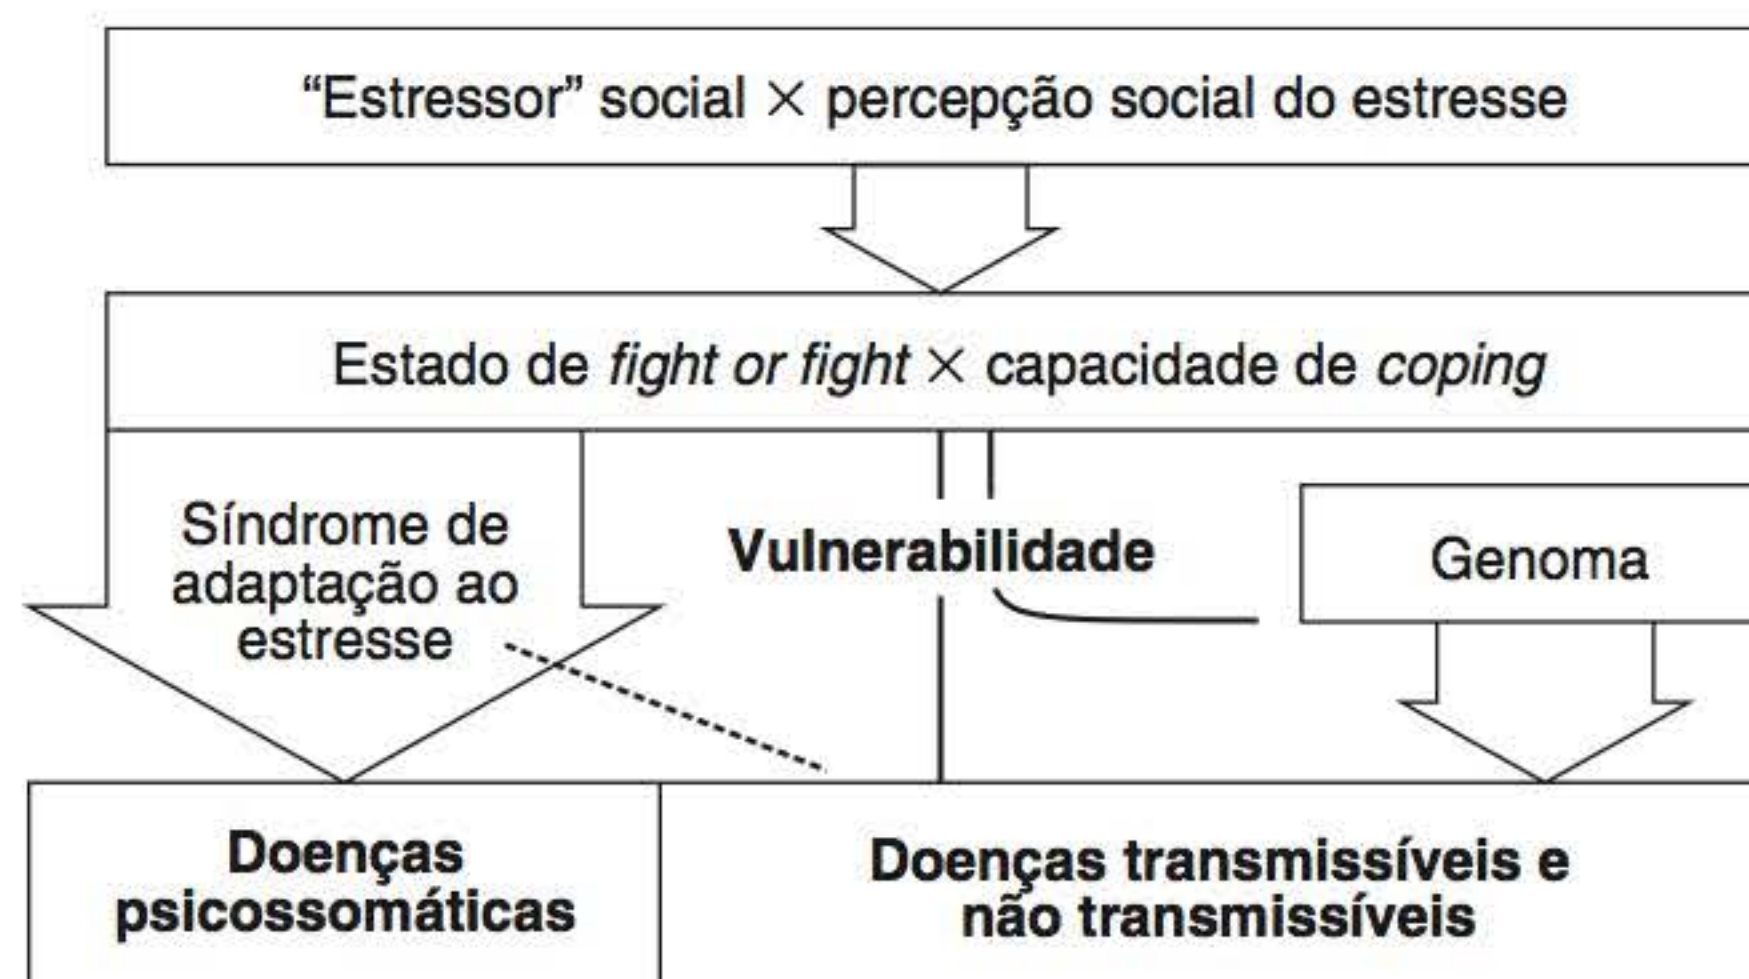 “Estressor” social × percepção social do estresse
Estado de fight or fight × capacidade de coping
Síndrome de
adaptação ao
estresse
Vulnerabilidade
Genoma
Doenças
psicossomáticas
Doenças transmissíveis e
não transmissíveis